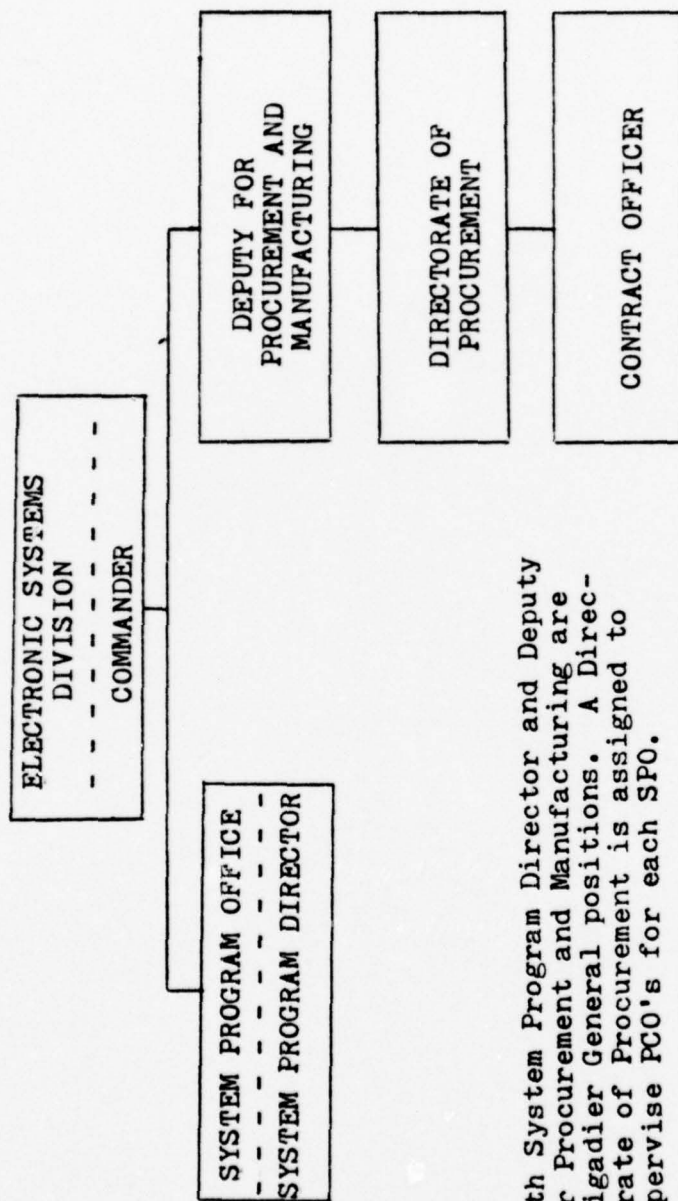 ELECTRONIC SYSTEMS
DIVISION
COMMANDER
SYSTEM PROGRAM OFFICE
SYSTEM PROGRAM DIRECTOR
DEPUTY FOR
PROCUREMENT AND
MANUFACTURING
DIRECTORATE OF
PROCUREMENT
CONTRACT OFFICER
th System Program Director and Deputy
r Procurement and Manufacturing are
igadier General positions. A Direc-
rate of Procurement is assigned to
pervise PCO's for each SPO.